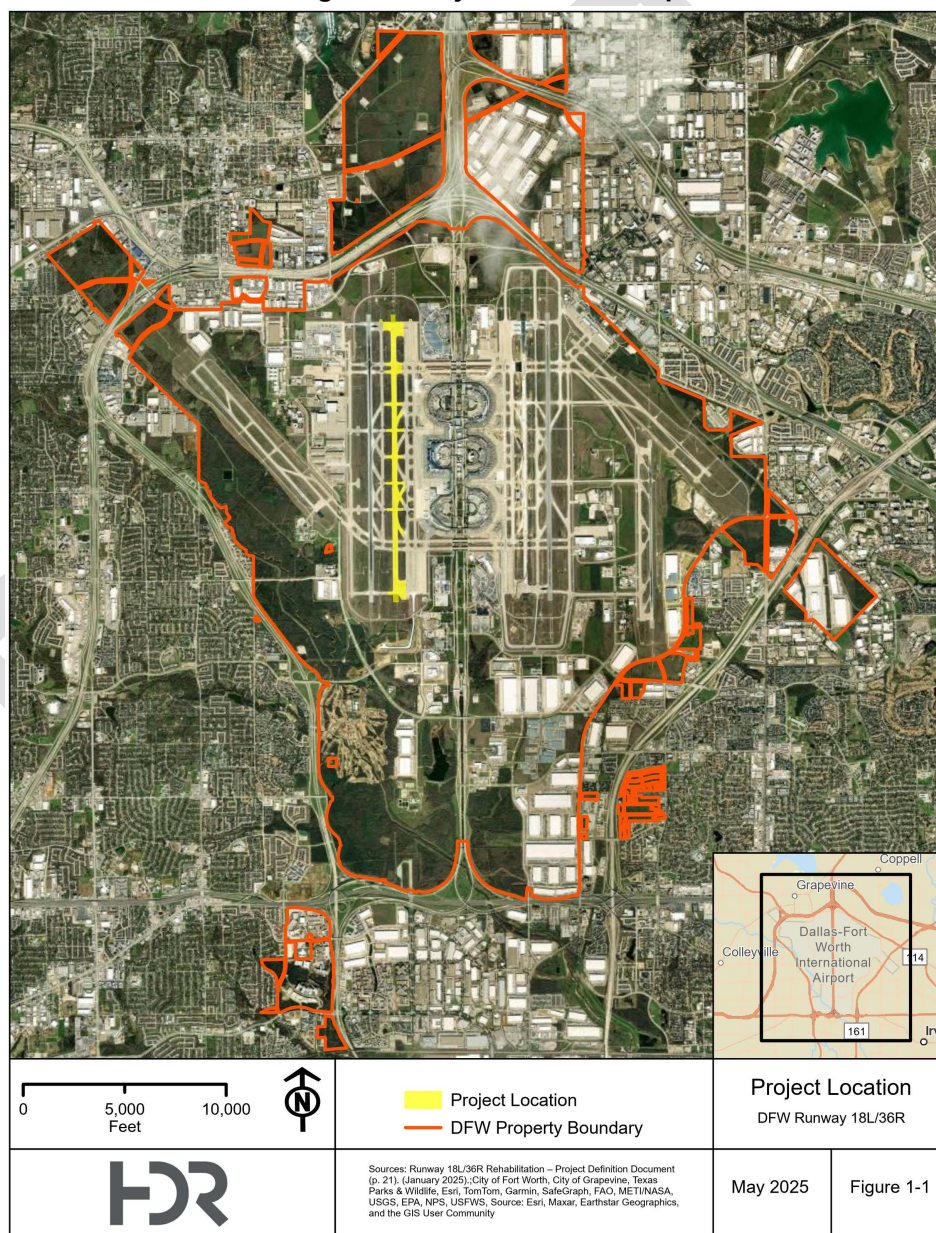 Coppell
Grapevine
Dallas-Fort
Worth
International
Airport
Colleyville
114
161
0 5,000 10,000
Feet
N
Project Location
DFW Property Boundary
Project Location
DFW Runway 18L/36R
HDR
Sources: Runway 18L/36R Rehabilitation – Project Definition Document
(p. 21). (January 2025).;City of Fort Worth, City of Grapevine, Texas
Parks & Wildlife, Esri, TomTom, Garmin, SafeGraph, FAO, METI/NASA,
USGS, EPA, NPS, USFWS, Source: Esri, Maxar, Earthstar Geographics,
and the GIS User Community
May 2025
Figure 1-1